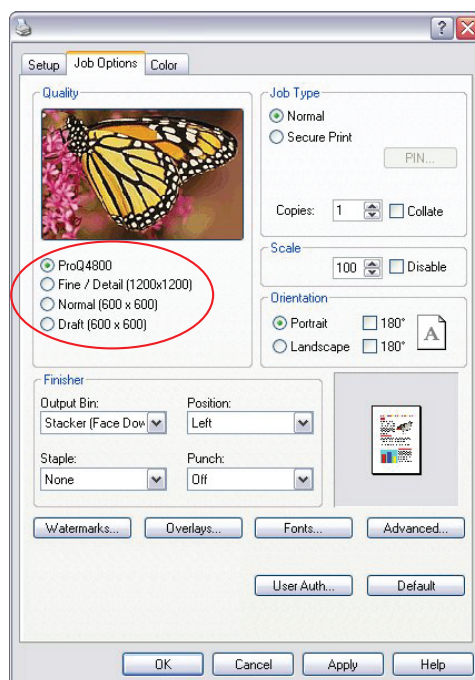 Setup Job Options Color
Quality
ProQ4800
Fine / Detail (1200x1200)
Normal (600 x 600)
Draft (600 x 600)
Job Type
Normal
Secure Print
PIN...
Copies: 1 Collate
Scale
100 Disable
Orientation
Portrait 180°
Landscape 180°
A
Finisher
Output Bin: Position:
Stacker (Face Dow Left
Staple: Punch:
None Off
Watermarks... Overlays... Fonts... Advanced...
User Auth... Default
OK Cancel Apply Help